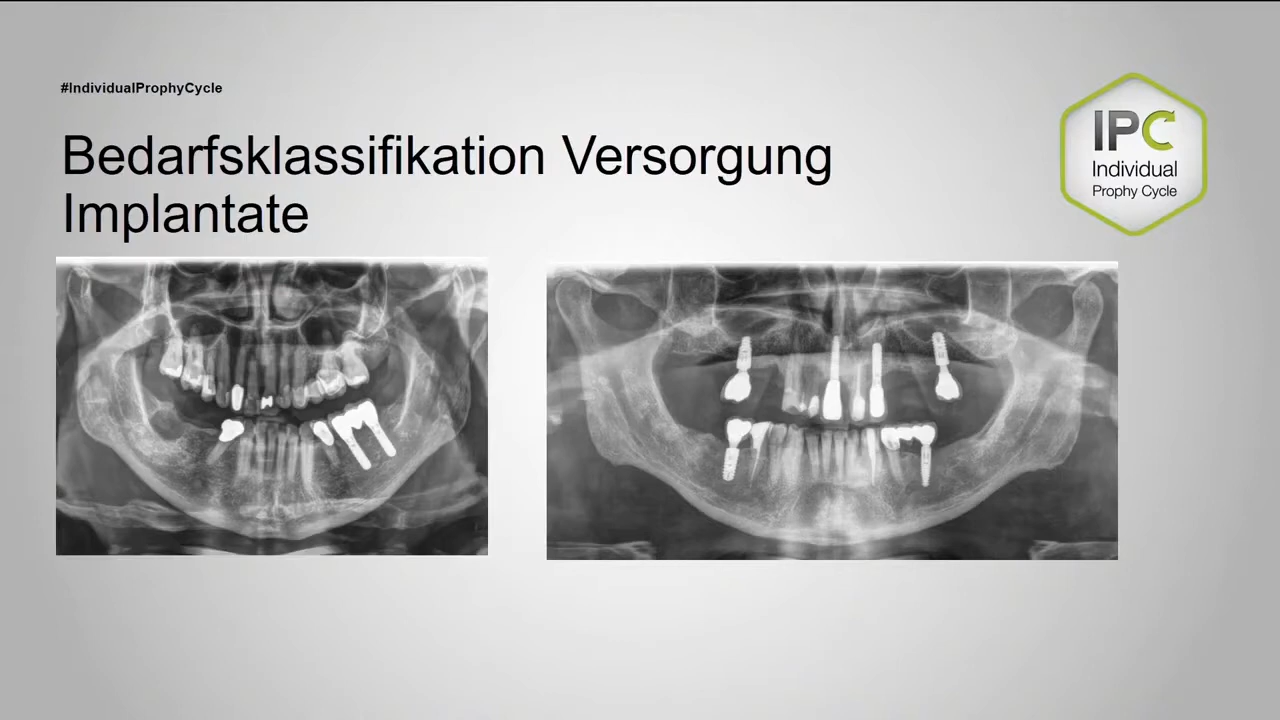 #IndividualProphyCycle
Bedarfsklassifikation Versorgung
Implantate
IPC
Individual
Prophy Cycle